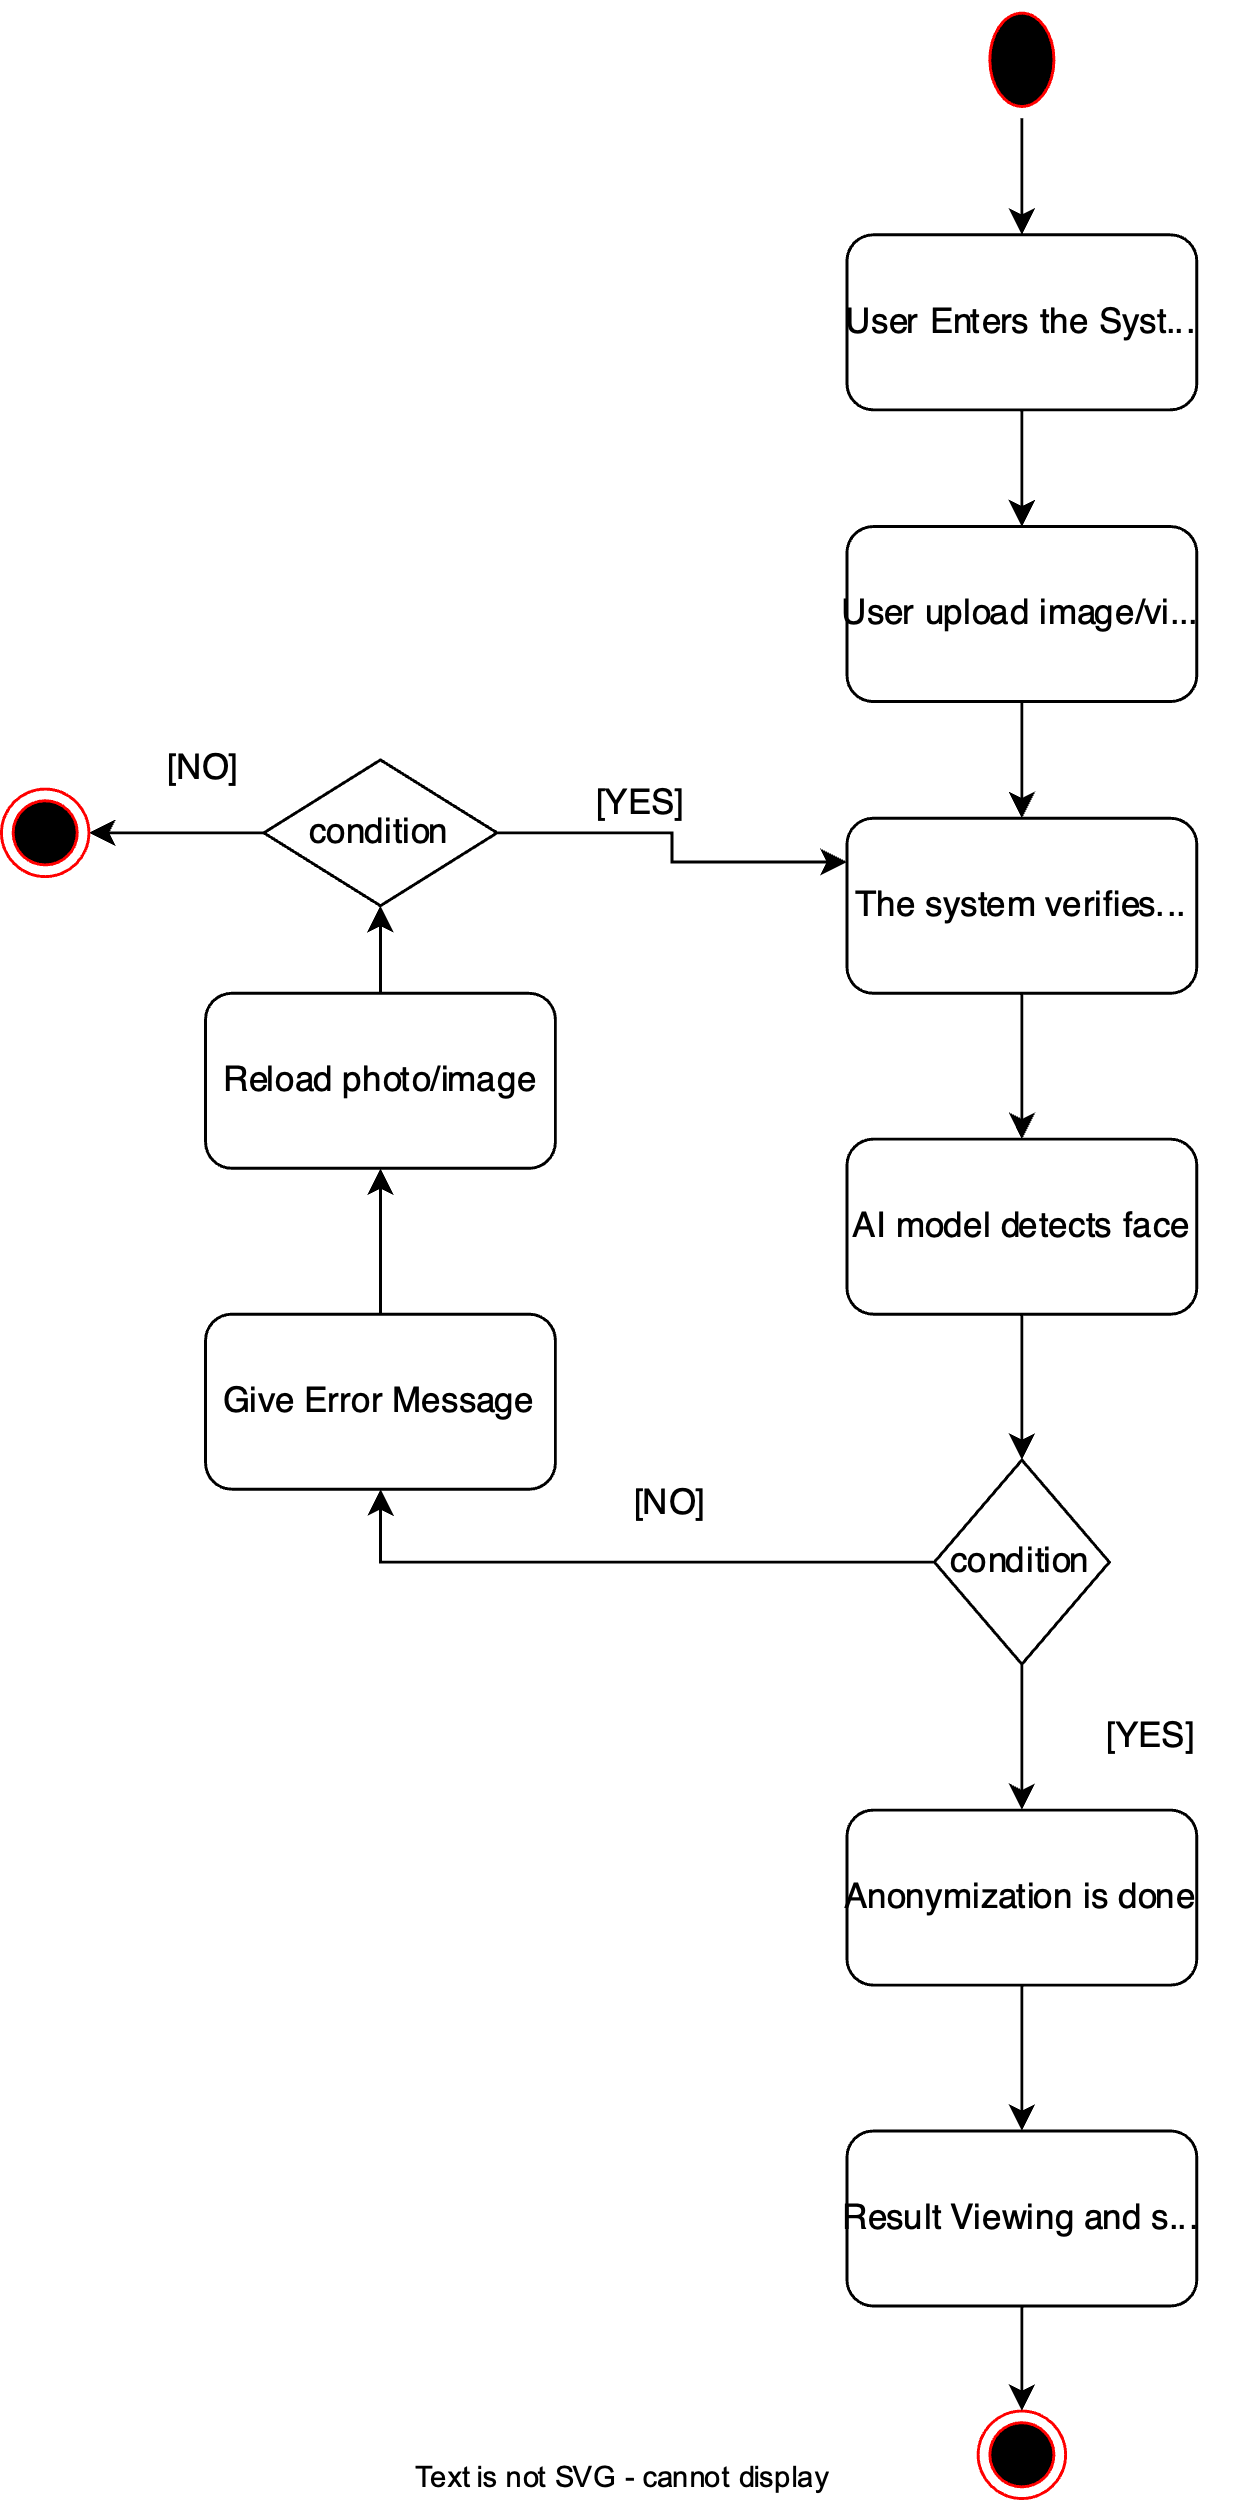 User Enters the Syst...
User upload image/vi...
[NO]
[YES]
condition
The system verifies...
Reload photo/image
AI model detects face
Give Error Message
[NO]
condition
[YES]
Anonymization is done
Result Viewing and s...
Text is not SVG - cannot display